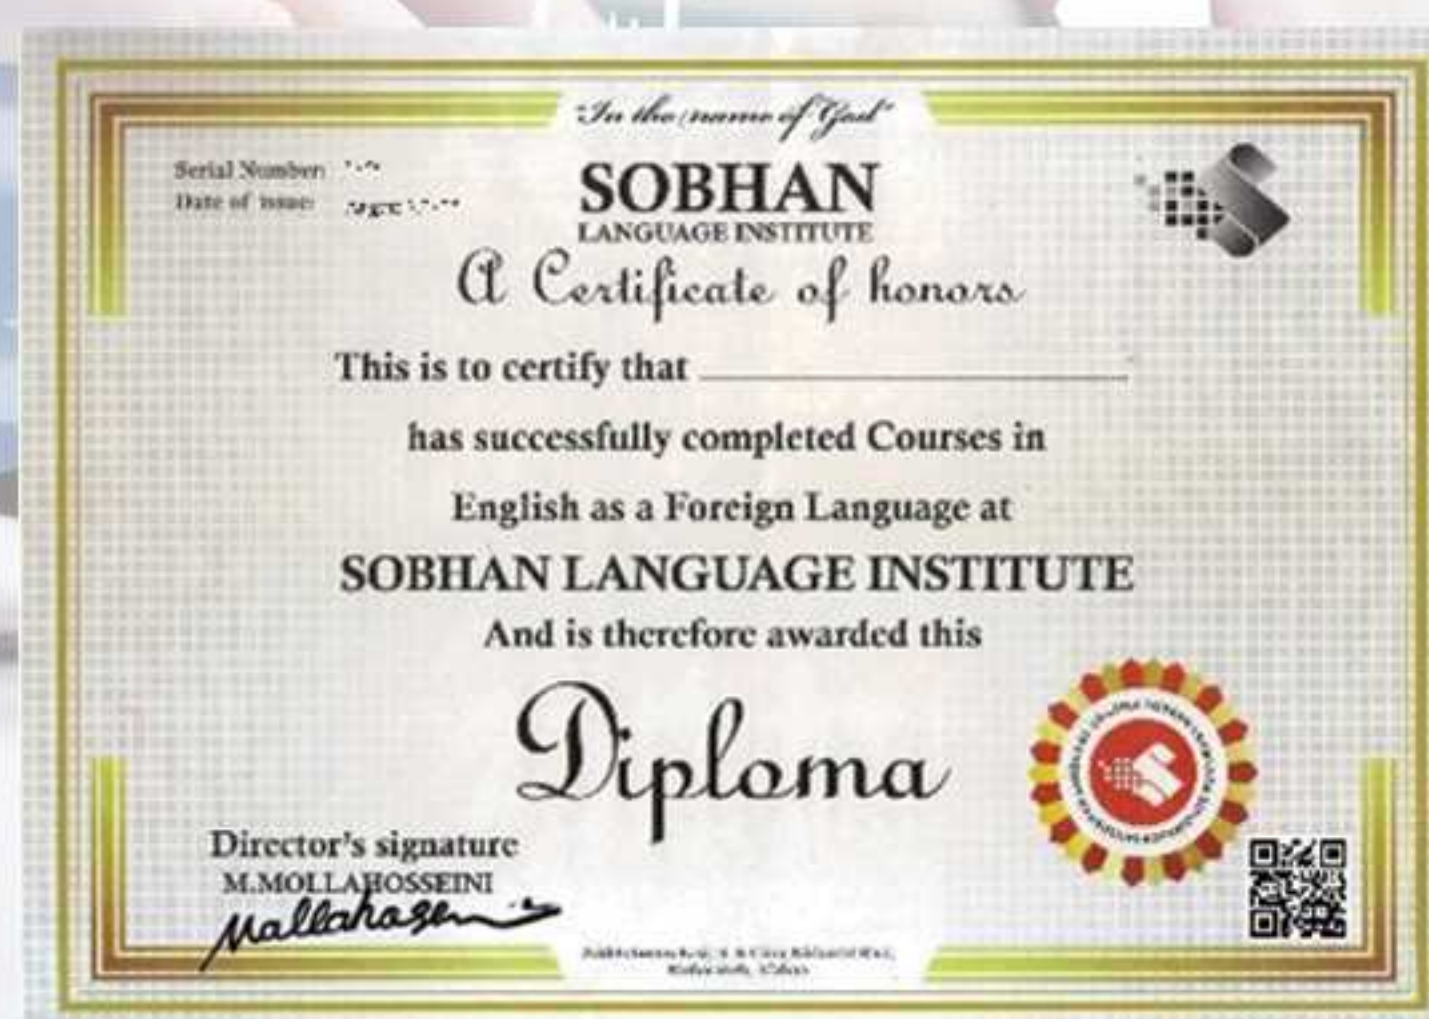 "In the name of God"
Serial Number:
Date of issue:
SOBHAN
LANGUAGE INSTITUTE
A Certificate of honors
This is to certify that
has successfully completed Courses in
English as a Foreign Language at
SOBHAN LANGUAGE INSTITUTE
And is therefore awarded this
Diploma
Director's signature
M.MOLLAHOSSEINI